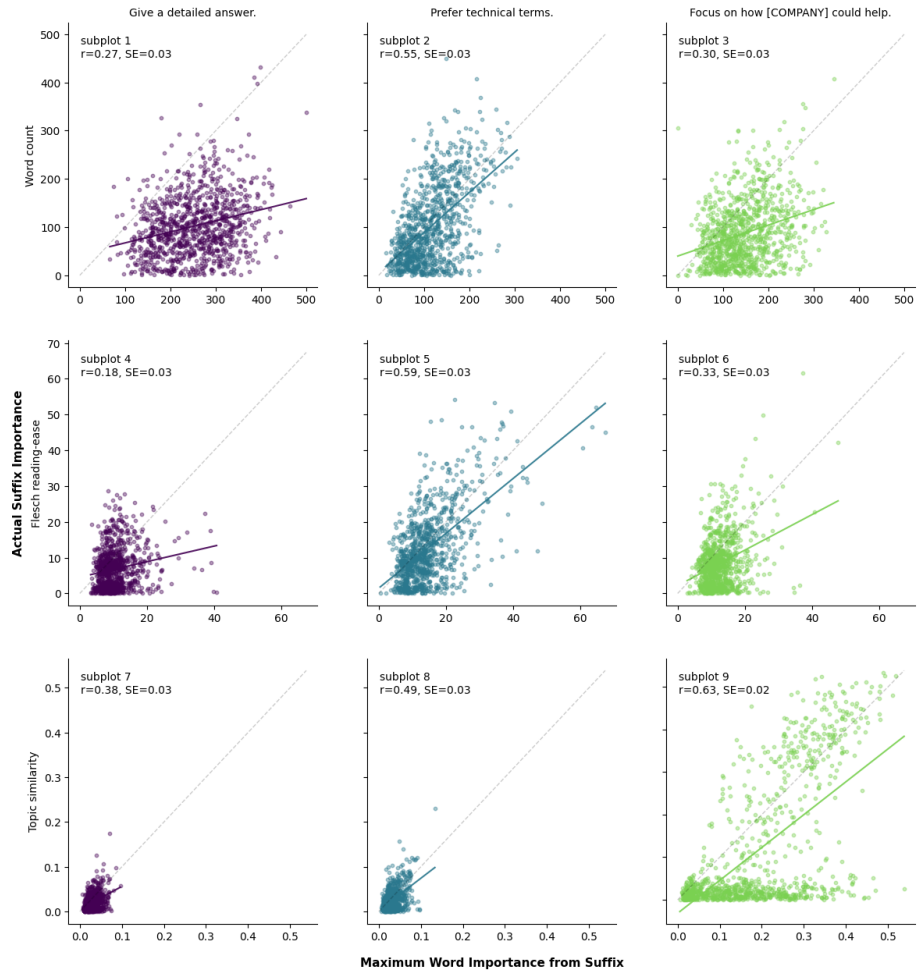 Give a detailed answer.
Prefer technical terms.
Focus on how [COMPANY] could help.
subplot 1
r=0.27, SE=0.03
subplot 2
r=0.55, SE=0.03
subplot 3
r=0.30, SE=0.03
500
400
300
200
100
0
Word count
0 100 200 300 400 500
0 100 200 300 400 500
0 100 200 300 400 500
subplot 4
r=0.18, SE=0.03
subplot 5
r=0.59, SE=0.03
subplot 6
r=0.33, SE=0.03
70
60
50
40
30
20
10
0
Actual Suffix Importance
Flesch reading-ease
0 20 40 60
0 20 40 60
0 20 40 60
subplot 7
r=0.38, SE=0.03
subplot 8
r=0.49, SE=0.03
subplot 9
r=0.63, SE=0.02
0.5
0.4
0.3
0.2
0.1
0.0
Topic similarity
0.0 0.1 0.2 0.3 0.4 0.5
0.0 0.1 0.2 0.3 0.4 0.5
0.0 0.1 0.2 0.3 0.4 0.5
Maximum Word Importance from Suffix